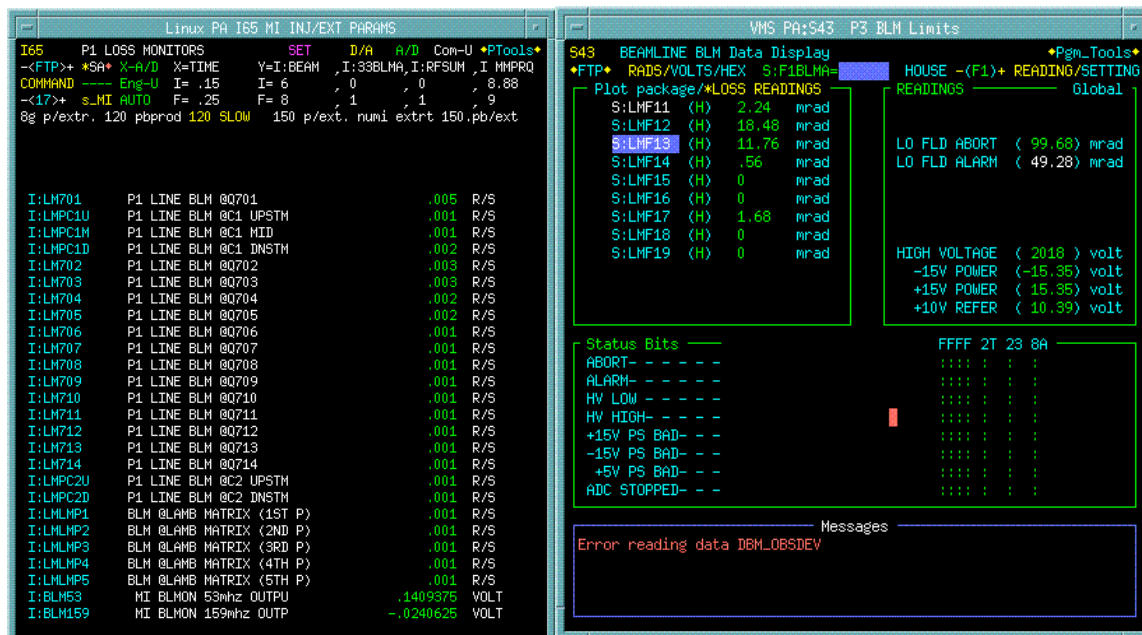 Linux PA I65 MI INJ/EXT PARAMS
I65 P1 LOSS MONITORS SET D/A A/D Com-U ◆PTools◆
-<FTP>+ *SA◆ X-A/D X=TIME Y=I:BEAM ,I:33BLMA,I:RFSUM ,I MMPRQ
COMMAND ---- Eng-U I= .15 I= 6 , 0 , 0 , 8.88
-<17>+ s_MI AUTO F= .25 F= 8 , 1 , 1 , 9
8g p/extr. 120 pbprod 120 SLOW 150 p/ext. numi extrt 150.pb/ext
I:LM701 P1 LINE BLM @Q701 .005 R/S
I:LMPC1U P1 LINE BLM @C1 UPSTM .001 R/S
I:LMPC1M P1 LINE BLM @C1 MID .001 R/S
I:LMPC1D P1 LINE BLM @C1 DNSTM .002 R/S
I:LM702 P1 LINE BLM @Q702 .003 R/S
I:LM703 P1 LINE BLM @Q703 .003 R/S
I:LM704 P1 LINE BLM @Q704 .002 R/S
I:LM705 P1 LINE BLM @Q705 .002 R/S
I:LM706 P1 LINE BLM @Q706 .001 R/S
I:LM707 P1 LINE BLM @Q707 .001 R/S
I:LM708 P1 LINE BLM @Q708 .001 R/S
I:LM709 P1 LINE BLM @Q709 .001 R/S
I:LM710 P1 LINE BLM @Q710 .001 R/S
I:LM711 P1 LINE BLM @Q711 .001 R/S
I:LM712 P1 LINE BLM @Q712 .001 R/S
I:LM713 P1 LINE BLM @Q713 .001 R/S
I:LM714 P1 LINE BLM @Q714 .001 R/S
I:LMPC2U P1 LINE BLM @C2 UPSTM .001 R/S
I:LMPC2D P1 LINE BLM @C2 DNSTM .001 R/S
I:LMLMP1 BLM @LAMB MATRIX (1ST P) .001 R/S
I:LMLMP2 BLM @LAMB MATRIX (2ND P) .001 R/S
I:LMLMP3 BLM @LAMB MATRIX (3RD P) .001 R/S
I:LMLMP4 BLM @LAMB MATRIX (4TH P) .001 R/S
I:LMLMP5 BLM @LAMB MATRIX (5TH P) .001 R/S
I:BLM53 MI BLMON 53mhz OUTPU .1409375 VOLT
I:BLM159 MI BLMON 159mhz OUTP -.0240625 VOLT
VMS PA:S43 P3 BLM Limits
S43 BEAMLINE BLM Data Display ◆Pgm_Tools◆
◆FTP◆ RADS/VOLTS/HEX S:F1BLMA= HOUSE -(F1)+ READING/SETTING
Plot package/*LOSS READINGS
S:LMF11 (H) 2.24 mrad
S:LMF12 (H) 18.48 mrad
S:LMF13 (H) 11.76 mrad
S:LMF14 (H) .56 mrad
S:LMF15 (H) 0 mrad
S:LMF16 (H) 0 mrad
S:LMF17 (H) 1.68 mrad
S:LMF18 (H) 0 mrad
S:LMF19 (H) 0 mrad
READINGS Global
LO FLD ABORT ( 99.68) mrad
LO FLD ALARM ( 49.28) mrad
HIGH VOLTAGE ( 2018 ) volt
-15V POWER (-15.35) volt
+15V POWER ( 15.35) volt
+10V REFER ( 10.39) volt
Status Bits FFFF 2T 23 8A
ABORT- - - - - -
ALARM- - - - - -
HV LOW - - - - -
HV HIGH- - - - -
+15V PS BAD- - -
-15V PS BAD- - -
+5V PS BAD- - -
ADC STOPPED- - -
Messages
Error reading data DBM_OBSDEV